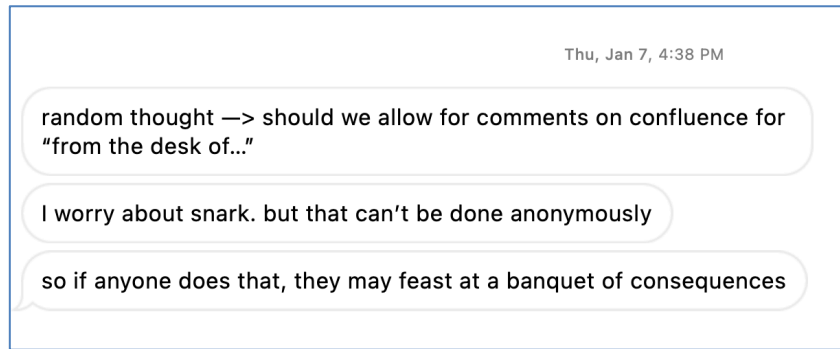 Thu, Jan 7, 4:38 PM
random thought —> should we allow for comments on confluence for
“from the desk of...”
I worry about snark. but that can’t be done anonymously
so if anyone does that, they may feast at a banquet of consequences